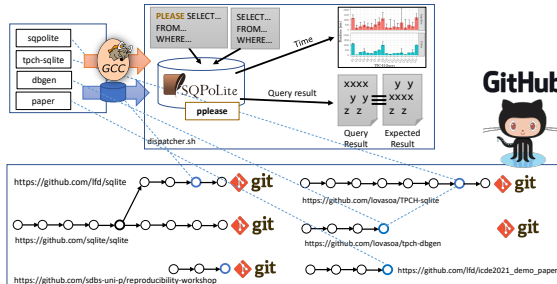 sqpolite
tpch-sqlite
dbgen
paper
GCC
PLEASE SELECT...
FROM...
WHERE...
SELECT...
FROM...
WHERE...
SQPoLite
pplease
dispatcher.sh
Time
Query result
xxxx
y y
z z
y y
xxxx
z z
Query
Result
Expected
Result
GitHub
https://github.com/lfd/sqlite
git
https://github.com/lovasoa/TPCH-sqlite
git
https://github.com/sqlite/sqlite
git
https://github.com/lovasoa/tpch-dbgen
git
https://github.com/sdbs-uni-p/reproducibility-workshop
git
https://github.com/lfd/icde2021_demo_paper
git